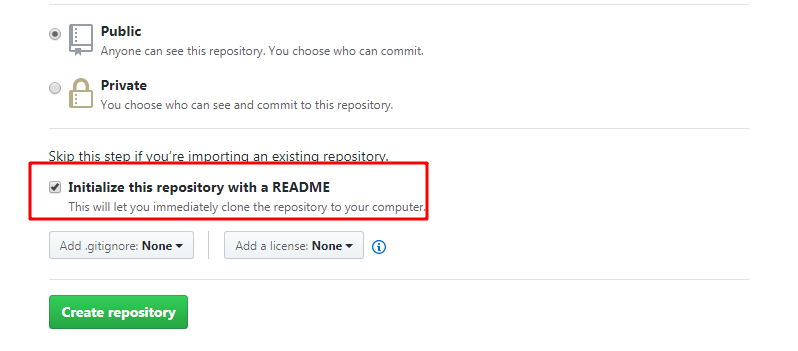 Public
Anyone can see this repository. You choose who can commit.
Private
You choose who can see and commit to this repository.
Skip this step if you're importing an existing repository.
Initialize this repository with a README
This will let you immediately clone the repository to your computer.
Add .gitignore: None Add a license: None
Create repository